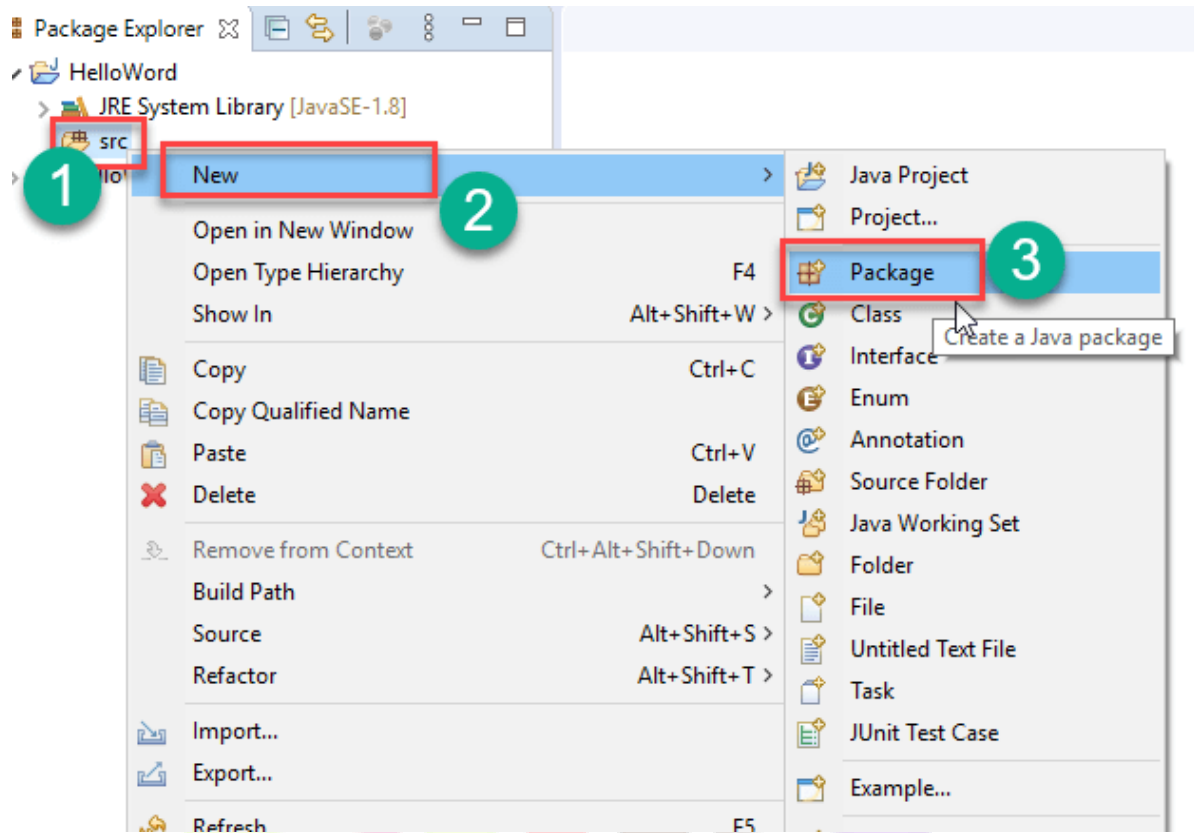 Package Explorer
HelloWord
JRE System Library [JavaSE-1.8]
src
1
New
2
Open in New Window
Open Type Hierarchy F4
Show In Alt+Shift+W >
Copy Ctrl+C
Copy Qualified Name
Paste Ctrl+V
Delete Delete
Remove from Context Ctrl+Alt+Shift+Down
Build Path >
Source Alt+Shift+S >
Refactor Alt+Shift+T >
Import...
Export...
Refresh F5
Java Project
Project...
Package
3
Class
Create a Java package
Interface
Enum
Annotation
Source Folder
Java Working Set
Folder
File
Untitled Text File
Task
JUnit Test Case
Example...